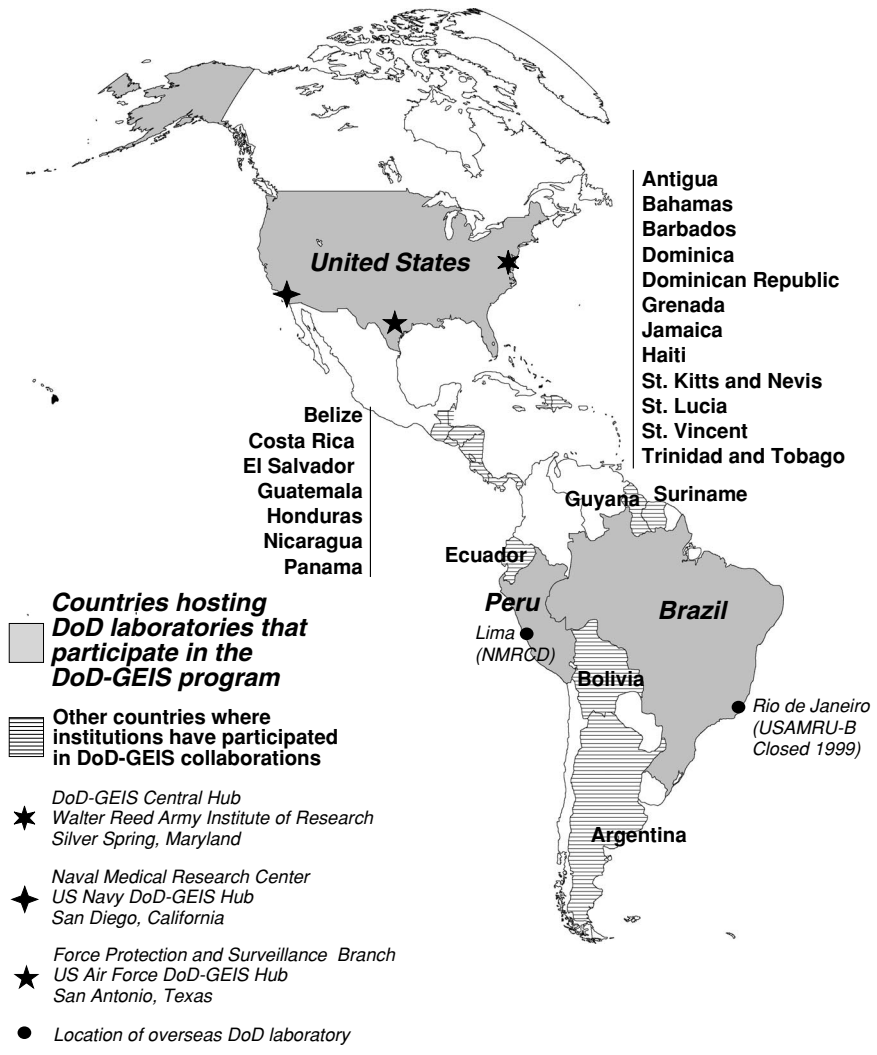 Antigua
Bahamas
Barbados
Dominica
Dominican Republic
Grenada
Jamaica
Haiti
St. Kitts and Nevis
St. Lucia
St. Vincent
Trinidad and Tobago
United States
Belize
Costa Rica
El Salvador
Guatemala
Honduras
Nicaragua
Panama
Guyana
Suriname
Ecuador
Peru
Brazil
Lima
(NMRCD)
Bolivia
Rio de Janeiro
(USAMRU-B
Closed 1999)
Argentina
Countries hosting
DoD laboratories that
participate in the
DoD-GEIS program
Other countries where
institutions have participated
in DoD-GEIS collaborations
DoD-GEIS Central Hub
Walter Reed Army Institute of Research
Silver Spring, Maryland
Naval Medical Research Center
US Navy DoD-GEIS Hub
San Diego, California
Force Protection and Surveillance Branch
US Air Force DoD-GEIS Hub
San Antonio, Texas
Location of overseas DoD laboratory